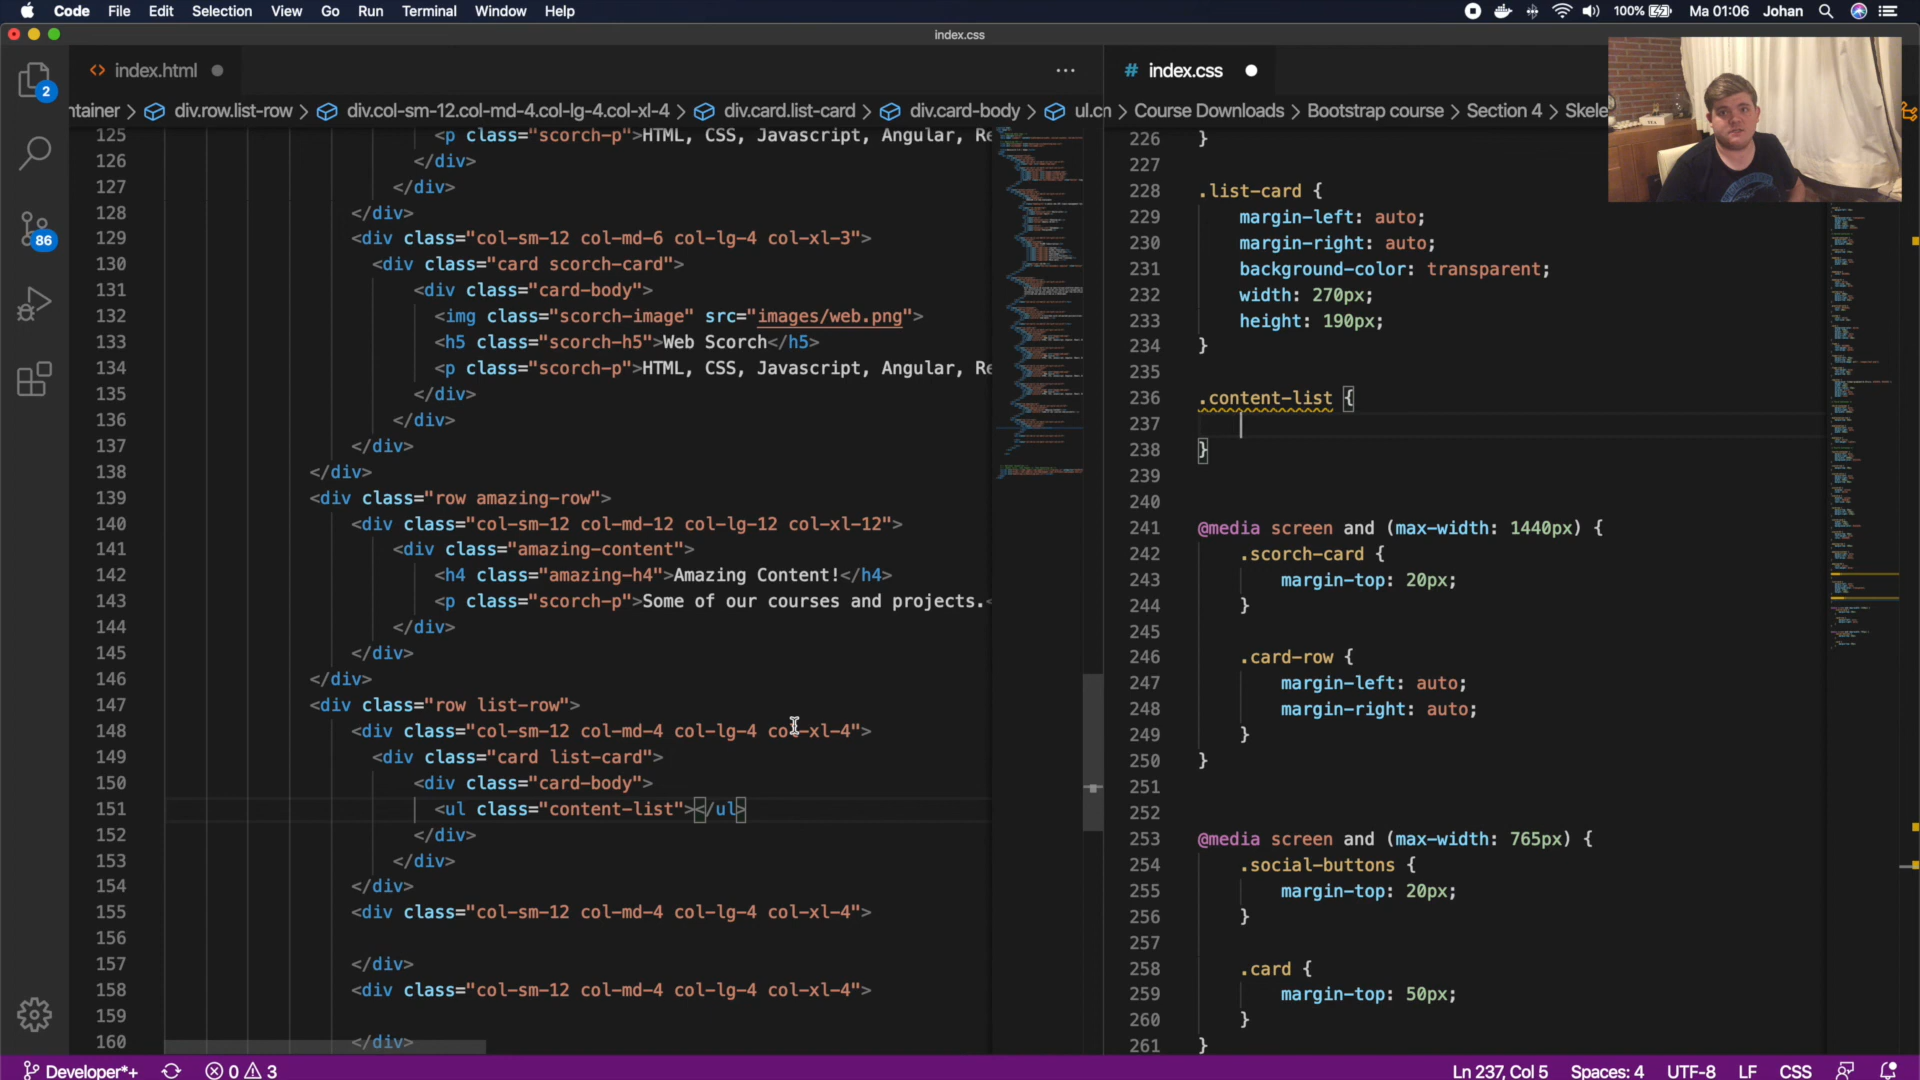 Code File Edit Selection View Go Run Terminal Window Help
100% Ma 01:06 Johan
index.css
index.html
ntainer > div.row.list-row > div.col-sm-12.col-md-4.col-lg-4.col-xl-4 > div.card.list-card > div.card-body > ul.cn
2
86
125 <p class="scorch-p">HTML, CSS, Javascript, Angular, Re
126 </div>
127 </div>
128 </div>
129 <div class="col-sm-12 col-md-6 col-lg-4 col-xl-3">
130 <div class="card scorch-card">
131 <div class="card-body">
132 <img class="scorch-image" src="images/web.png">
133 <h5 class="scorch-h5">Web Scorch</h5>
134 <p class="scorch-p">HTML, CSS, Javascript, Angular, Re
135 </div>
136 </div>
137 </div>
138 </div>
139 <div class="row amazing-row">
140 <div class="col-sm-12 col-md-12 col-lg-12 col-xl-12">
141 <div class="amazing-content">
142 <h4 class="amazing-h4">Amazing Content!</h4>
143 <p class="scorch-p">Some of our courses and projects.<
144 </div>
145 </div>
146 </div>
147 <div class="row list-row">
148 <div class="col-sm-12 col-md-4 col-lg-4 col-xl-4">
149 <div class="card list-card">
150 <div class="card-body">
151 <ul class="content-list"></ul>
152 </div>
153 </div>
154 </div>
155 <div class="col-sm-12 col-md-4 col-lg-4 col-xl-4">
156
157 </div>
158 <div class="col-sm-12 col-md-4 col-lg-4 col-xl-4">
159
160 </div>
# index.css
> Course Downloads > Bootstrap course > Section 4 > Skele
226 }
227
228 .list-card {
229 margin-left: auto;
230 margin-right: auto;
231 background-color: transparent;
232 width: 270px;
233 height: 190px;
234 }
235
236 .content-list {
237
238 }
239
240
241 @media screen and (max-width: 1440px) {
242 .scorch-card {
243 margin-top: 20px;
244 }
245
246 .card-row {
247 margin-left: auto;
248 margin-right: auto;
249 }
250 }
251
252
253 @media screen and (max-width: 765px) {
254 .social-buttons {
255 margin-top: 20px;
256 }
257
258 .card {
259 margin-top: 50px;
260 }
261 }
Developer*+ 0 3
Ln 237, Col 5 Spaces: 4 UTF-8 LF CSS